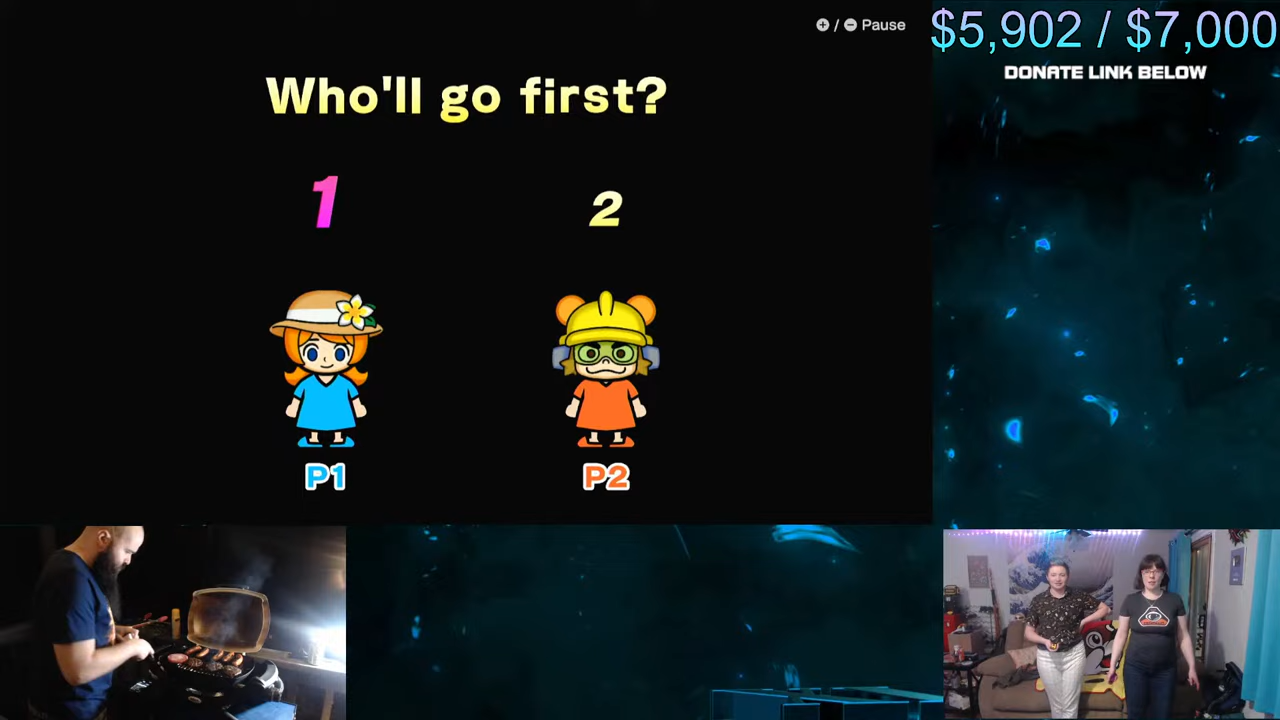 + / - Pause
$5,902 / $7,000
DONATE LINK BELOW
Who'll go first?
1 2
P1 P2